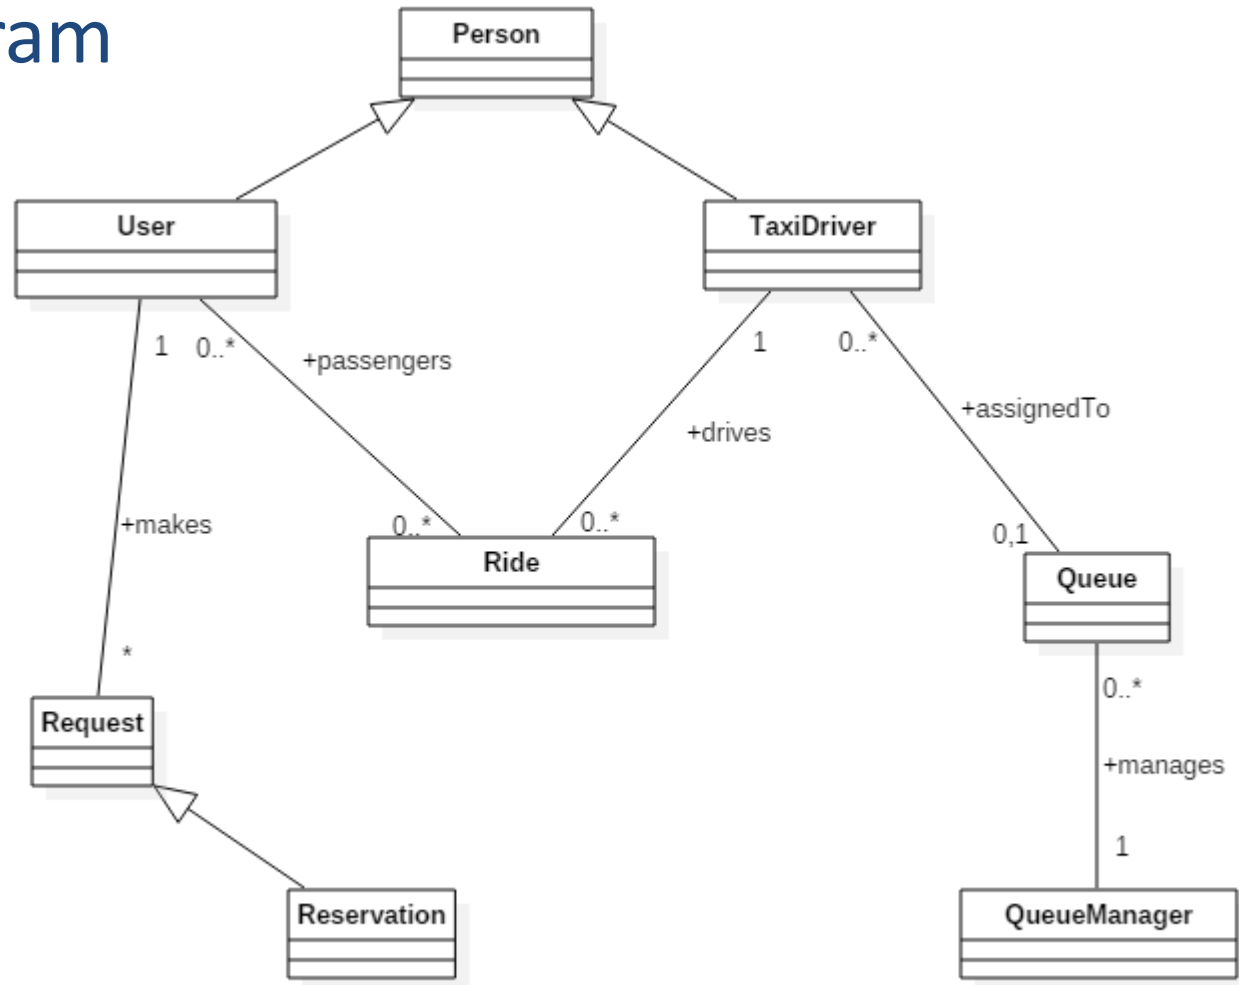 ram
Person
User
TaxiDriver
1
0..*
+passengers
1
0..*
+assignedTo
+drives
+makes
0..*
0..*
0,1
Ride
Queue
*
0..*
Request
+manages
1
Reservation
QueueManager